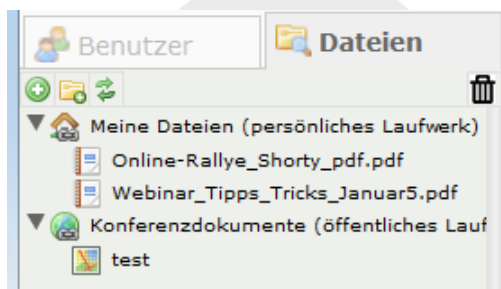 Benutzer
Dateien
Meine Dateien (persönliches Laufwerk)
Online-Rallye_Shorty_pdf.pdf
Webinar_Tipps_Tricks_Januar5.pdf
Konferenzdokumente (öffentliches Lauf
test